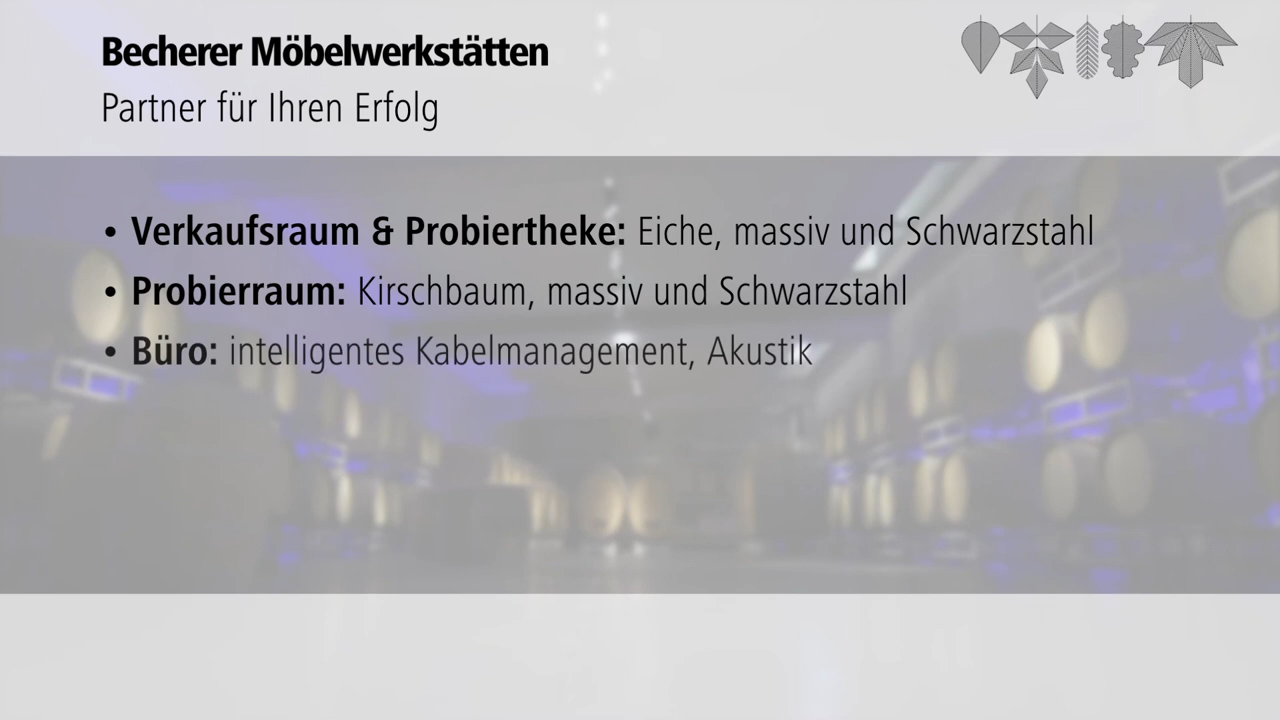 Becherer Möbelwerkstätten
Partner für Ihren Erfolg
• Verkaufsraum & Probiertheke: Eiche, massiv und Schwarzstahl
• Probierraum: Kirschbaum, massiv und Schwarzstahl
• Büro: intelligentes Kabelmanagement, Akustik